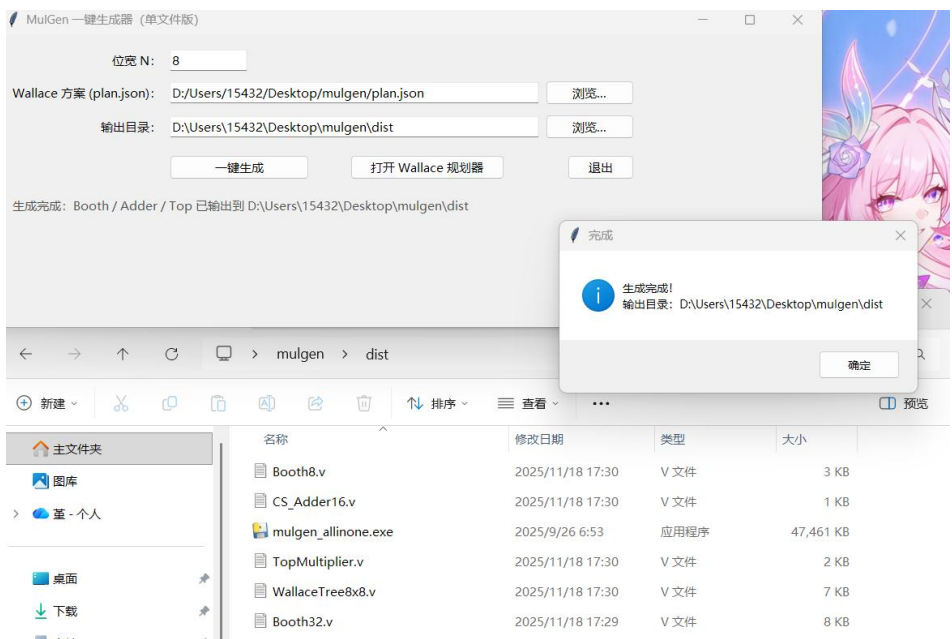 MulGen 一键生成器（单文件版）
位宽 N： 8
Wallace 方案 (plan.json)： D:/Users/15432/Desktop/mulgen/plan.json 浏览...
输出目录： D:\Users\15432\Desktop\mulgen\dist 浏览...
一键生成 打开 Wallace 规划器 退出
生成完成：Booth / Adder / Top 已输出到 D:\Users\15432\Desktop\mulgen\dist
完成
生成完成!
输出目录：D:\Users\15432\Desktop\mulgen\dist
确定
mulgen > dist
新建 排序 查看 ... 预览
名称 修改日期 类型 大小
主文件夹
图库
堇 - 个人
桌面
下载
Booth8.v 2025/11/18 17:30 V 文件 3 KB
CS_Adder16.v 2025/11/18 17:30 V 文件 1 KB
mulgen_allinone.exe 2025/9/26 6:53 应用程序 47,461 KB
TopMultiplier.v 2025/11/18 17:30 V 文件 2 KB
WallaceTree8x8.v 2025/11/18 17:30 V 文件 7 KB
Booth32.v 2025/11/18 17:29 V 文件 8 KB